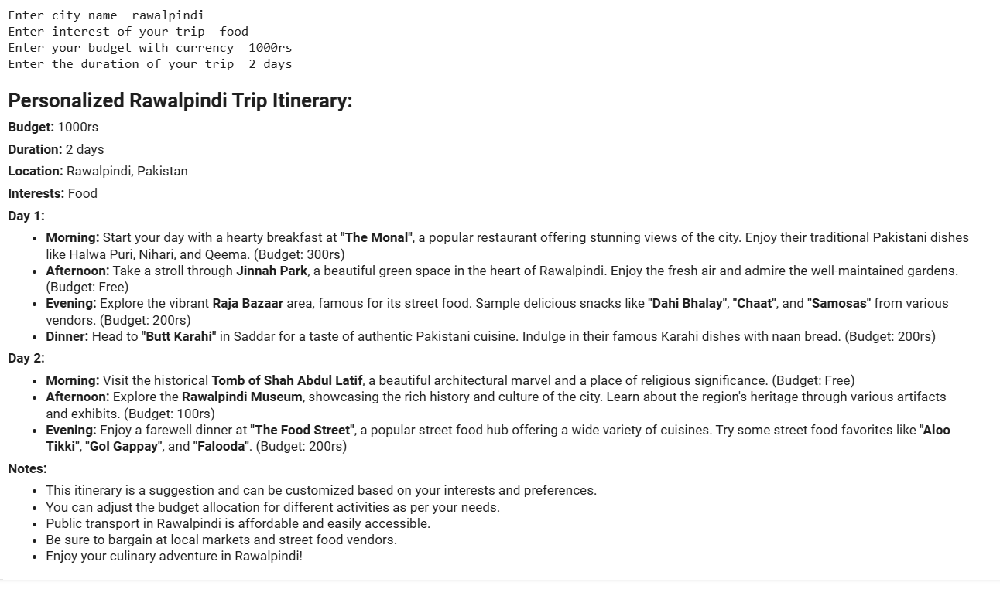 Enter city name  rawalpindi
Enter interest of your trip  food
Enter your budget with currency  1000rs
Enter the duration of your trip  2 days
Personalized Rawalpindi Trip Itinerary:
Budget: 1000rs
Duration: 2 days
Location: Rawalpindi, Pakistan
Interests: Food
Day 1:
• Morning: Start your day with a hearty breakfast at "The Monal", a popular restaurant offering stunning views of the city. Enjoy their traditional Pakistani dishes
like Halwa Puri, Nihari, and Qeema. (Budget: 300rs)
• Afternoon: Take a stroll through Jinnah Park, a beautiful green space in the heart of Rawalpindi. Enjoy the fresh air and admire the well-maintained gardens.
(Budget: Free)
• Evening: Explore the vibrant Raja Bazaar area, famous for its street food. Sample delicious snacks like "Dahi Bhalay", "Chaat", and "Samosas" from various
vendors. (Budget: 200rs)
• Dinner: Head to "Butt Karahi" in Saddar for a taste of authentic Pakistani cuisine. Indulge in their famous Karahi dishes with naan bread. (Budget: 200rs)
Day 2:
• Morning: Visit the historical Tomb of Shah Abdul Latif, a beautiful architectural marvel and a place of religious significance. (Budget: Free)
• Afternoon: Explore the Rawalpindi Museum, showcasing the rich history and culture of the city. Learn about the region's heritage through various artifacts
and exhibits. (Budget: 100rs)
• Evening: Enjoy a farewell dinner at "The Food Street", a popular street food hub offering a wide variety of cuisines. Try some street food favorites like "Aloo
Tikki", "Gol Gappay", and "Falooda". (Budget: 200rs)
Notes:
• This itinerary is a suggestion and can be customized based on your interests and preferences.
• You can adjust the budget allocation for different activities as per your needs.
• Public transport in Rawalpindi is affordable and easily accessible.
• Be sure to bargain at local markets and street food vendors.
• Enjoy your culinary adventure in Rawalpindi!